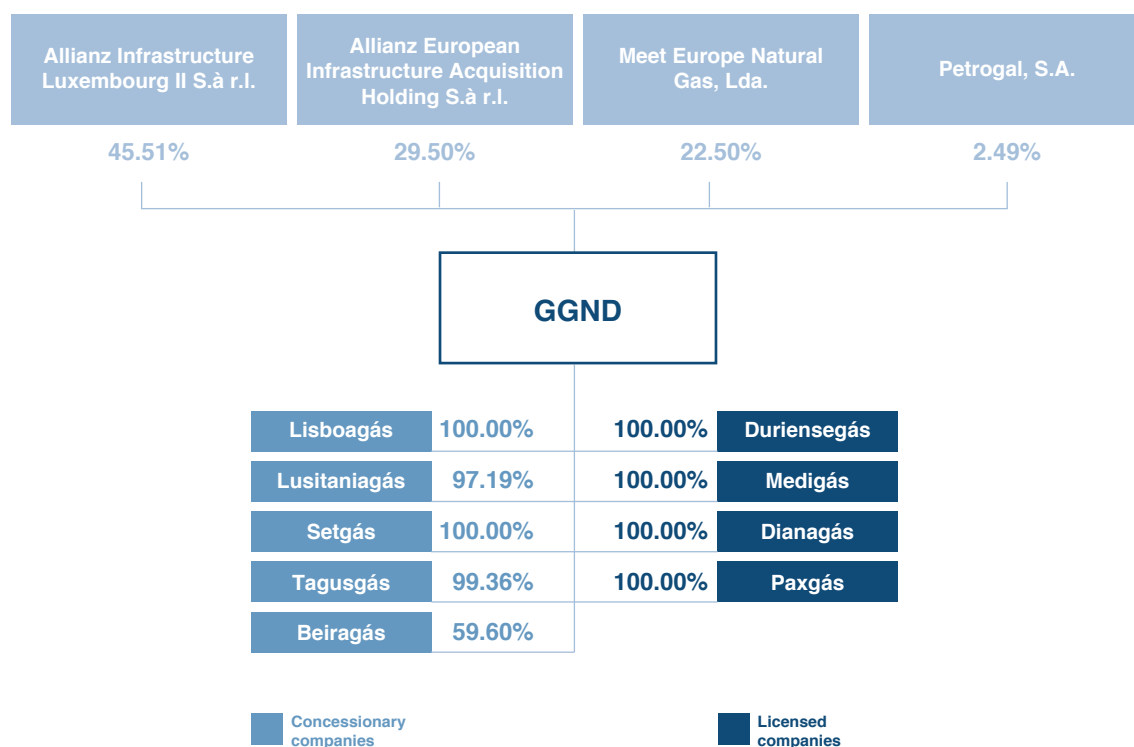 Allianz Infrastructure
Luxembourg II S.à r.l.
Allianz European
Infrastructure Acquisition
Holding S.à r.l.
Meet Europe Natural
Gas, Lda.
Petrogal, S.A.
45.51%
29.50%
22.50%
2.49%
GGND
Lisboagás 100.00%
100.00% Duriensegás
Lusitaniagás 97.19%
100.00% Medigás
Setgás 100.00%
100.00% Dianagás
Tagusgás 99.36%
100.00% Paxgás
Beiragás 59.60%
Concessionary
companies
Licensed
companies